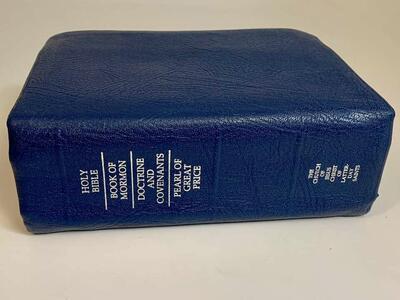 HOLY
BIBLE
BOOK OF
MORMON
DOCTRINE
AND
COVENANTS
PEARL OF
GREAT
PRICE
THE
CHURCH
OF
JESUS
CHRIST
OF
LATTER-
DAY
SAINTS